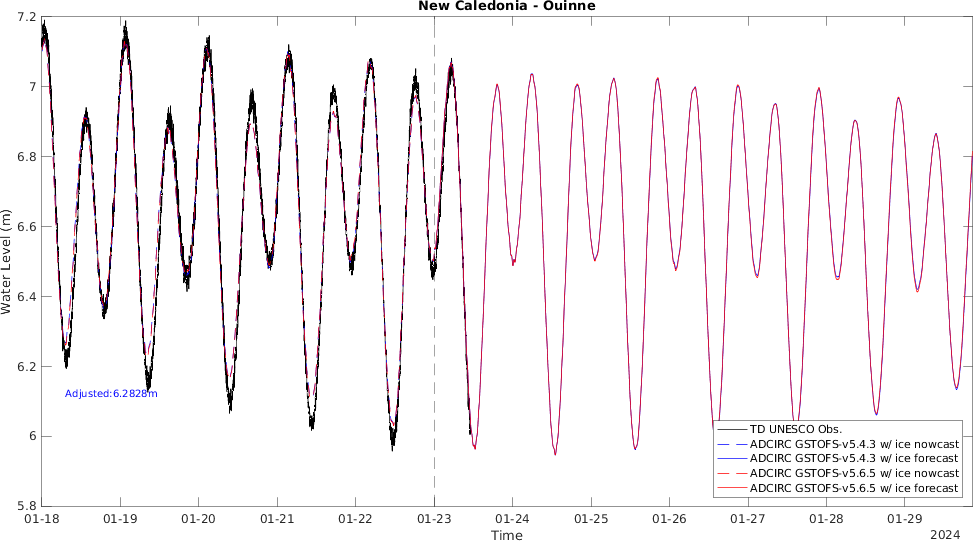 New Caledonia - Ouinne
7.2
7
6.8
6.6
6.4
6.2
6
5.8
Water Level (m)
Adjusted:6.2828m
TD UNESCO Obs.
ADCIRC GSTOFS-v5.4.3 w/ ice nowcast
ADCIRC GSTOFS-v5.4.3 w/ ice forecast
ADCIRC GSTOFS-v5.6.5 w/ ice nowcast
ADCIRC GSTOFS-v5.6.5 w/ ice forecast
01-18 01-19 01-20 01-21 01-22 01-23 01-24 01-25 01-26 01-27 01-28 01-29
Time
2024